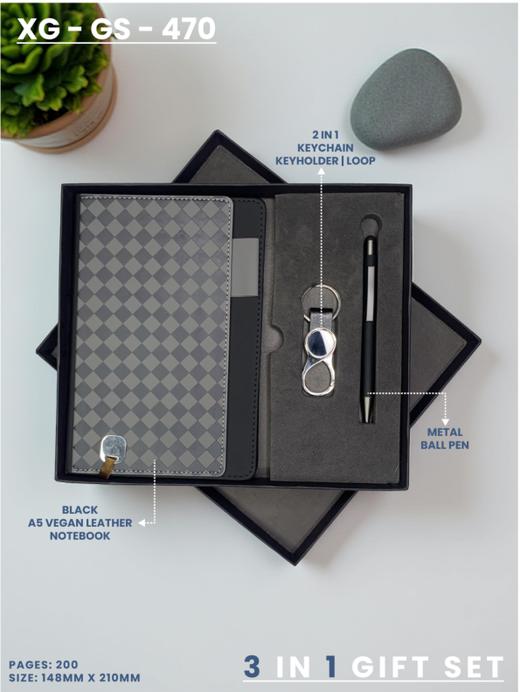 XG - GS - 470
2 IN 1
KEYCHAIN
KEYHOLDER | LOOP
METAL
BALL PEN
BLACK
A5 VEGAN LEATHER
NOTEBOOK
PAGES: 200
SIZE: 148MM X 210MM
3 IN 1 GIFT SET